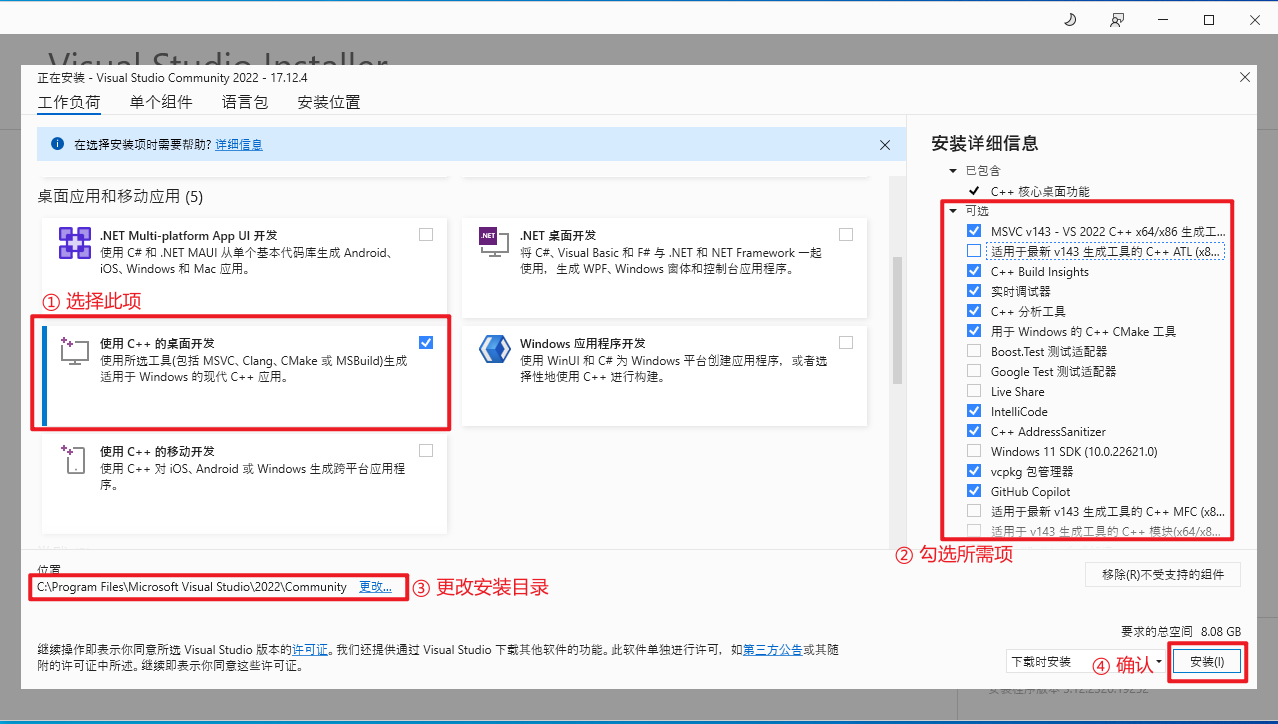 Visual Studio Installer
正在安装 - Visual Studio Community 2022 - 17.12.4
工作负荷 单个组件 语言包 安装位置
在选择安装项时需要帮助? 详细信息
桌面应用和移动应用 (5)
.NET Multi-platform App UI 开发
使用 C# 和 .NET MAUI 从单个基本代码库生成 Android、
iOS、Windows 和 Mac 应用。
.NET
.NET 桌面开发
将 C#、Visual Basic 和 F# 与 .NET 和 .NET Framework 一起
使用，生成 WPF、Windows 窗体和控制台应用程序。
① 选择此项
使用 C++ 的桌面开发
使用所选工具(包括 MSVC、Clang、CMake 或 MSBuild)生成
适用于 Windows 的现代 C++ 应用。
Windows 应用程序开发
使用 WinUI 和 C# 为 Windows 平台创建应用程序，或者选
择性地使用 C++ 进行构建。
使用 C++ 的移动开发
使用 C++ 对 iOS、Android 或 Windows 生成跨平台应用程
序。
安装详细信息
已包含
C++ 核心桌面功能
可选
MSVC v143 - VS 2022 C++ x64/x86 生成工...
适用于最新 v143 生成工具的 C++ ATL (x8...
C++ Build Insights
实时调试器
C++ 分析工具
用于 Windows 的 C++ CMake 工具
Boost.Test 测试适配器
Google Test 测试适配器
Live Share
IntelliCode
C++ AddressSanitizer
Windows 11 SDK (10.0.22621.0)
vcpkg 包管理器
GitHub Copilot
适用于最新 v143 生成工具的 C++ MFC (x8...
适用于 v143 生成工具的 C++ 模块(x64/x8...
② 勾选所需项
移除(R)不受支持的组件
位置
C:\Program Files\Microsoft Visual Studio\2022\Community 更改...
③ 更改安装目录
要求的总空间 8.08 GB
继续操作即表示你同意所选 Visual Studio 版本的许可证。我们还提供通过 Visual Studio 下载其他软件的功能。此软件单独进行许可，如第三方公告或其随
附的许可证中所述。继续即表示你同意这些许可证。
下载时安装
④ 确认
安装(I)